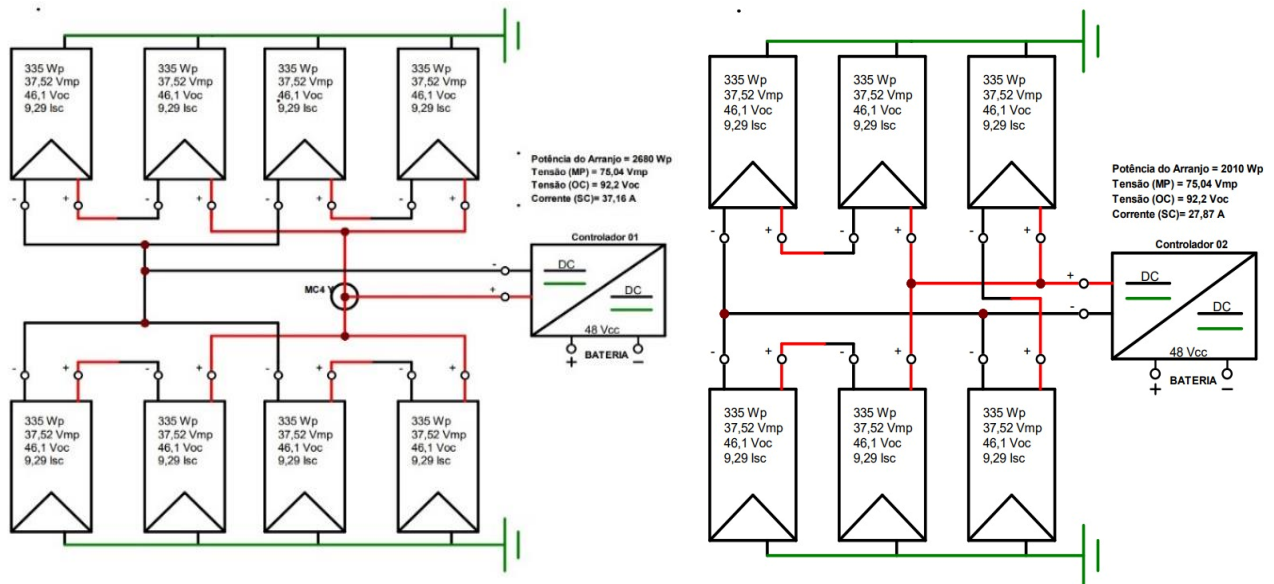 335 Wp
37,52 Vmp
46,1 Voc
9,29 Isc
335 Wp
37,52 Vmp
46,1 Voc
9,29 Isc
335 Wp
37,52 Vmp
46,1 Voc
9,29 Isc
335 Wp
37,52 Vmp
46,1 Voc
9,29 Isc
- + - + - + - +
Potência do Arranjo = 2680 Wp
Tensão (MP) = 75,04 Vmp
Tensão (OC) = 92,2 Voc
Corrente (SC)= 37,16 A
Controlador 01
-
+
DC
DC
48 Vcc
+ BATERIA -
MC4 Y
- + - + - + - +
335 Wp
37,52 Vmp
46,1 Voc
9,29 Isc
335 Wp
37,52 Vmp
46,1 Voc
9,29 Isc
335 Wp
37,52 Vmp
46,1 Voc
9,29 Isc
335 Wp
37,52 Vmp
46,1 Voc
9,29 Isc
335 Wp
37,52 Vmp
46,1 Voc
9,29 Isc
335 Wp
37,52 Vmp
46,1 Voc
9,29 Isc
335 Wp
37,52 Vmp
46,1 Voc
9,29 Isc
- + - + - +
Potência do Arranjo = 2010 Wp
Tensão (MP) = 75,04 Vmp
Tensão (OC) = 92,2 Voc
Corrente (SC)= 27,87 A
Controlador 02
+
-
DC
DC
48 Vcc
+ BATERIA -
- + - + - +
335 Wp
37,52 Vmp
46,1 Voc
9,29 Isc
335 Wp
37,52 Vmp
46,1 Voc
9,29 Isc
335 Wp
37,52 Vmp
46,1 Voc
9,29 Isc